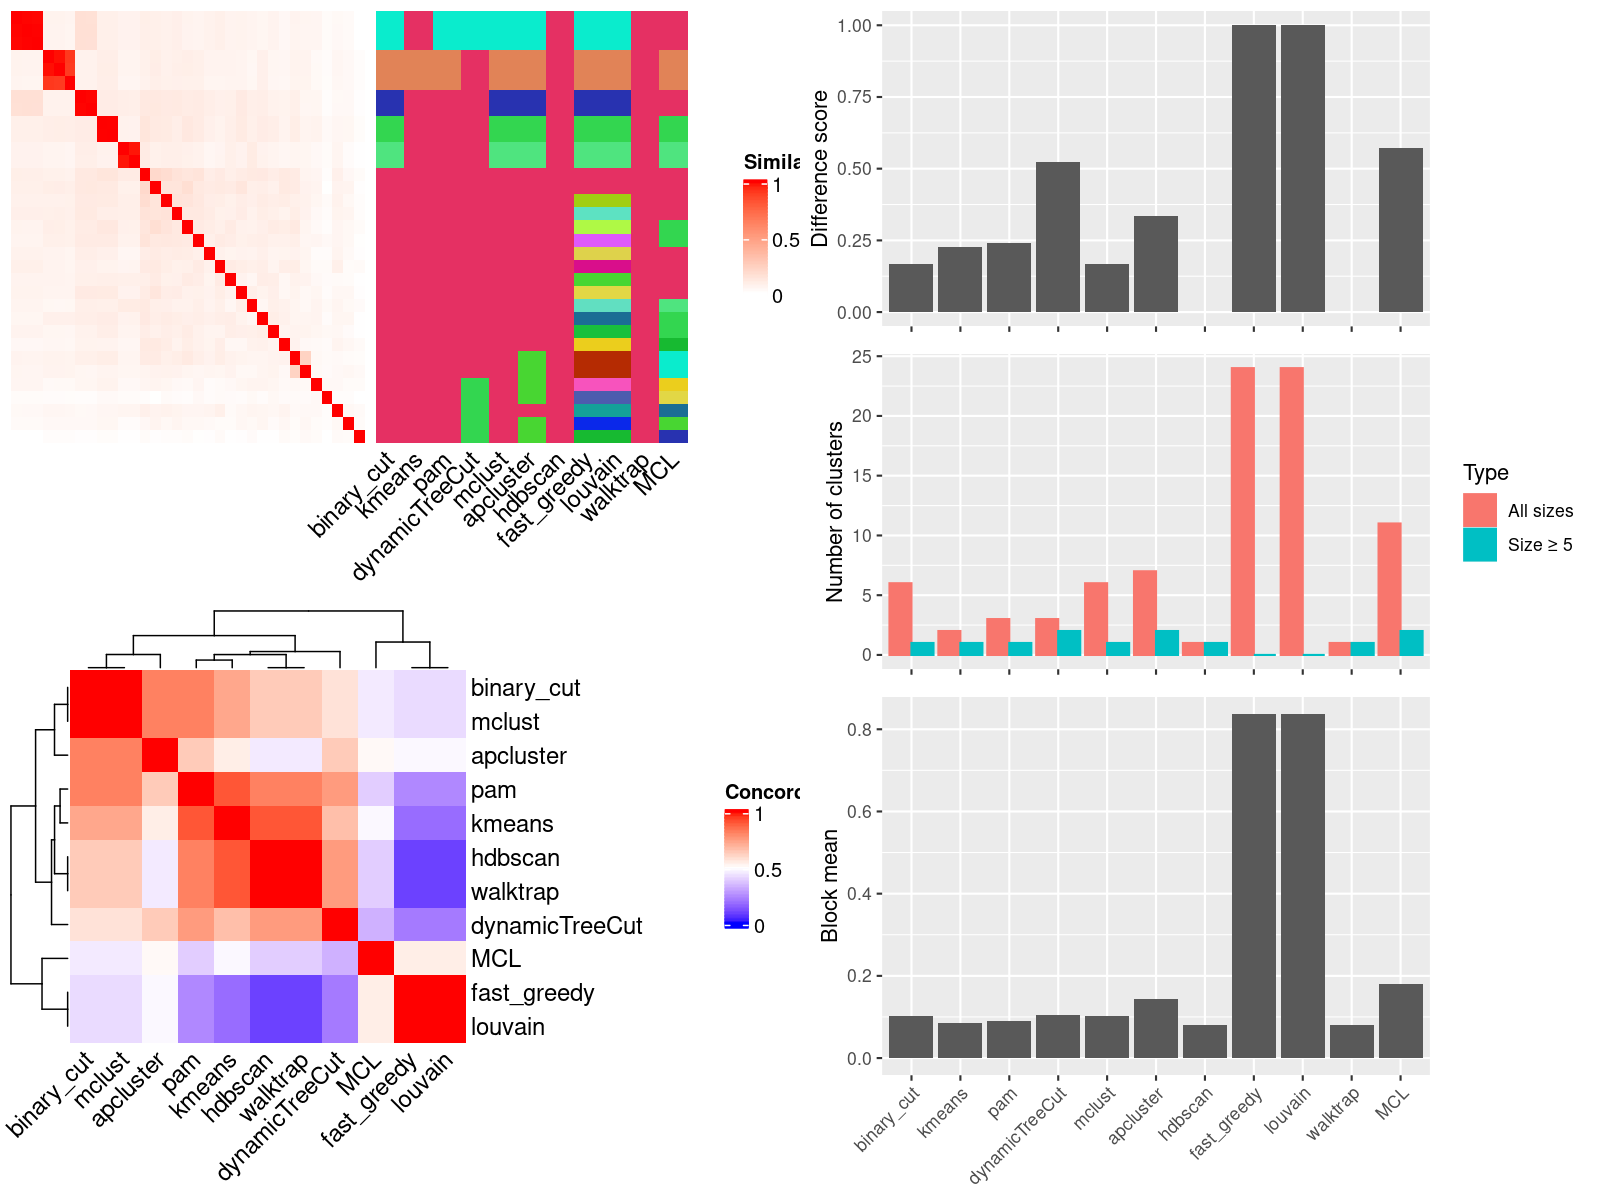 Simila
1
0.5
0
binary_cut
kmeans
pam
dynamicTreeCut
mclust
apcluster
hdbscan
fast_greedy
louvain
walktrap
MCL
binary_cut
mclust
apcluster
pam
kmeans
hdbscan
walktrap
dynamicTreeCut
MCL
fast_greedy
louvain
binary_cut
mclust
apcluster
pam
kmeans
hdbscan
walktrap
dynamicTreeCut
MCL
fast_greedy
louvain
Concord
1
0.5
0
Difference score
1.00
0.75
0.50
0.25
0.00
Number of clusters
25
20
15
10
5
0
Type
All sizes
Size ≥ 5
Block mean
0.8
0.6
0.4
0.2
0.0
binary_cut
kmeans
pam
dynamicTreeCut
mclust
apcluster
hdbscan
fast_greedy
louvain
walktrap
MCL